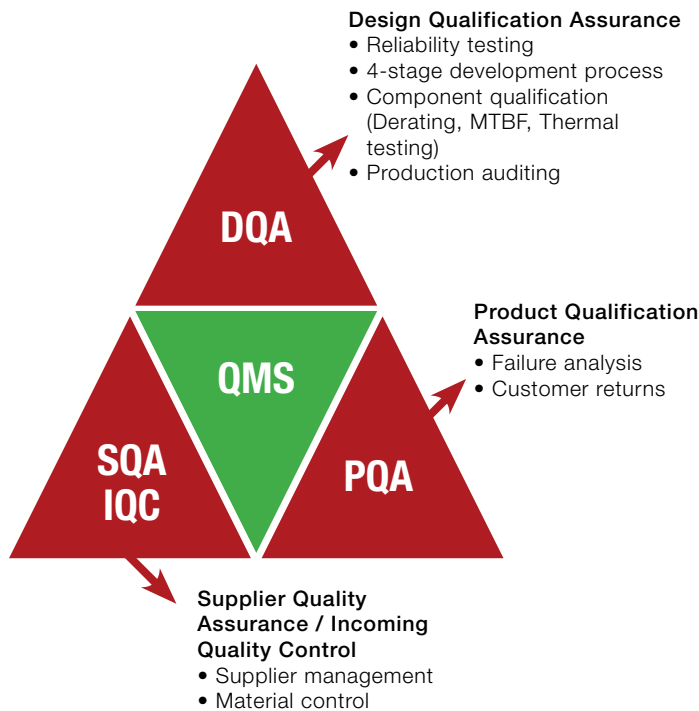 Design Qualification Assurance
• Reliability testing
• 4-stage development process
• Component qualification
(Derating, MTBF, Thermal
testing)
• Production auditing
DQA
Product Qualification
Assurance
• Failure analysis
• Customer returns
QMS
SQA
IQC
PQA
Supplier Quality
Assurance / Incoming
Quality Control
• Supplier management
• Material control